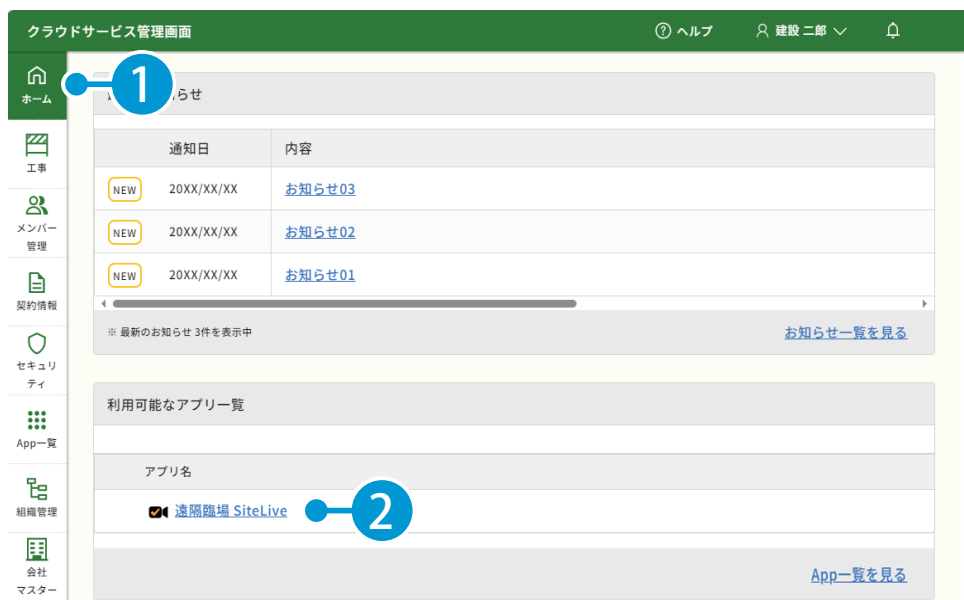 クラウドサービス管理画面
ヘルプ
建設 二郎
ホーム
1
らせ
工事
メンバー
管理
契約情報
セキュリ
ティ
App一覧
組織管理
会社
マスター
通知日 内容
NEW 20XX/XX/XX お知らせ03
NEW 20XX/XX/XX お知らせ02
NEW 20XX/XX/XX お知らせ01
※ 最新のお知らせ 3件を表示中
お知らせ一覧を見る
利用可能なアプリ一覧
アプリ名
遠隔臨場 SiteLive
2
App一覧を見る